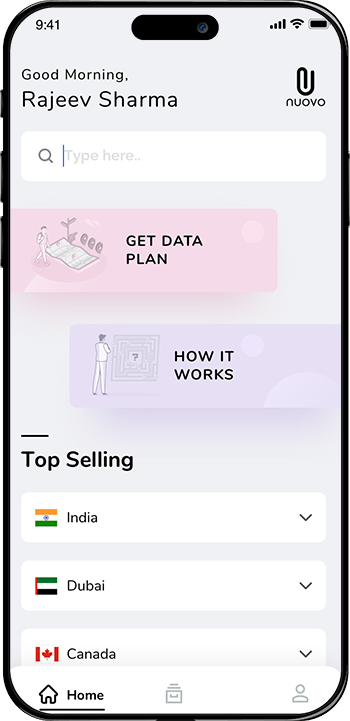 9:41
Good Morning,
Rajeev Sharma
nuovo
Type here..
GET DATA
PLAN
?
HOW IT
WORKS
Top Selling
India
Dubai
Canada
Home